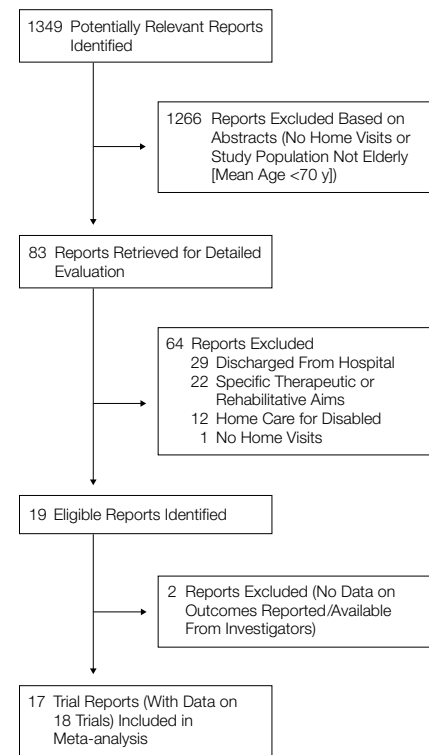 1349 Potentially Relevant Reports
Identified
1266 Reports Excluded Based on
Abstracts (No Home Visits or
Study Population Not Elderly
[Mean Age <70 y])
83 Reports Retrieved for Detailed
Evaluation
64 Reports Excluded
29 Discharged From Hospital
22 Specific Therapeutic or
Rehabilitative Aims
12 Home Care for Disabled
1 No Home Visits
19 Eligible Reports Identified
2 Reports Excluded (No Data on
Outcomes Reported/Available
From Investigators)
17 Trial Reports (With Data on
18 Trials) Included in
Meta-analysis